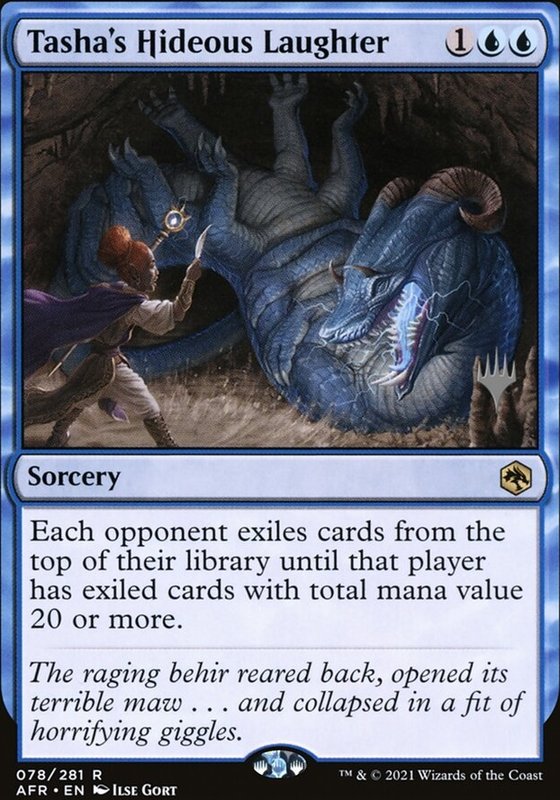 Tasha's Hideous Laughter 1
Sorcery
Each opponent exiles cards from the
top of their library until that player
has exiled cards with total mana value
20 or more.
The raging behir reared back, opened its
terrible maw . . . and collapsed in a fit of
horrifying giggles.
078/281 R
AFR • EN Ilse Gort
™ & © 2021 Wizards of the Coast